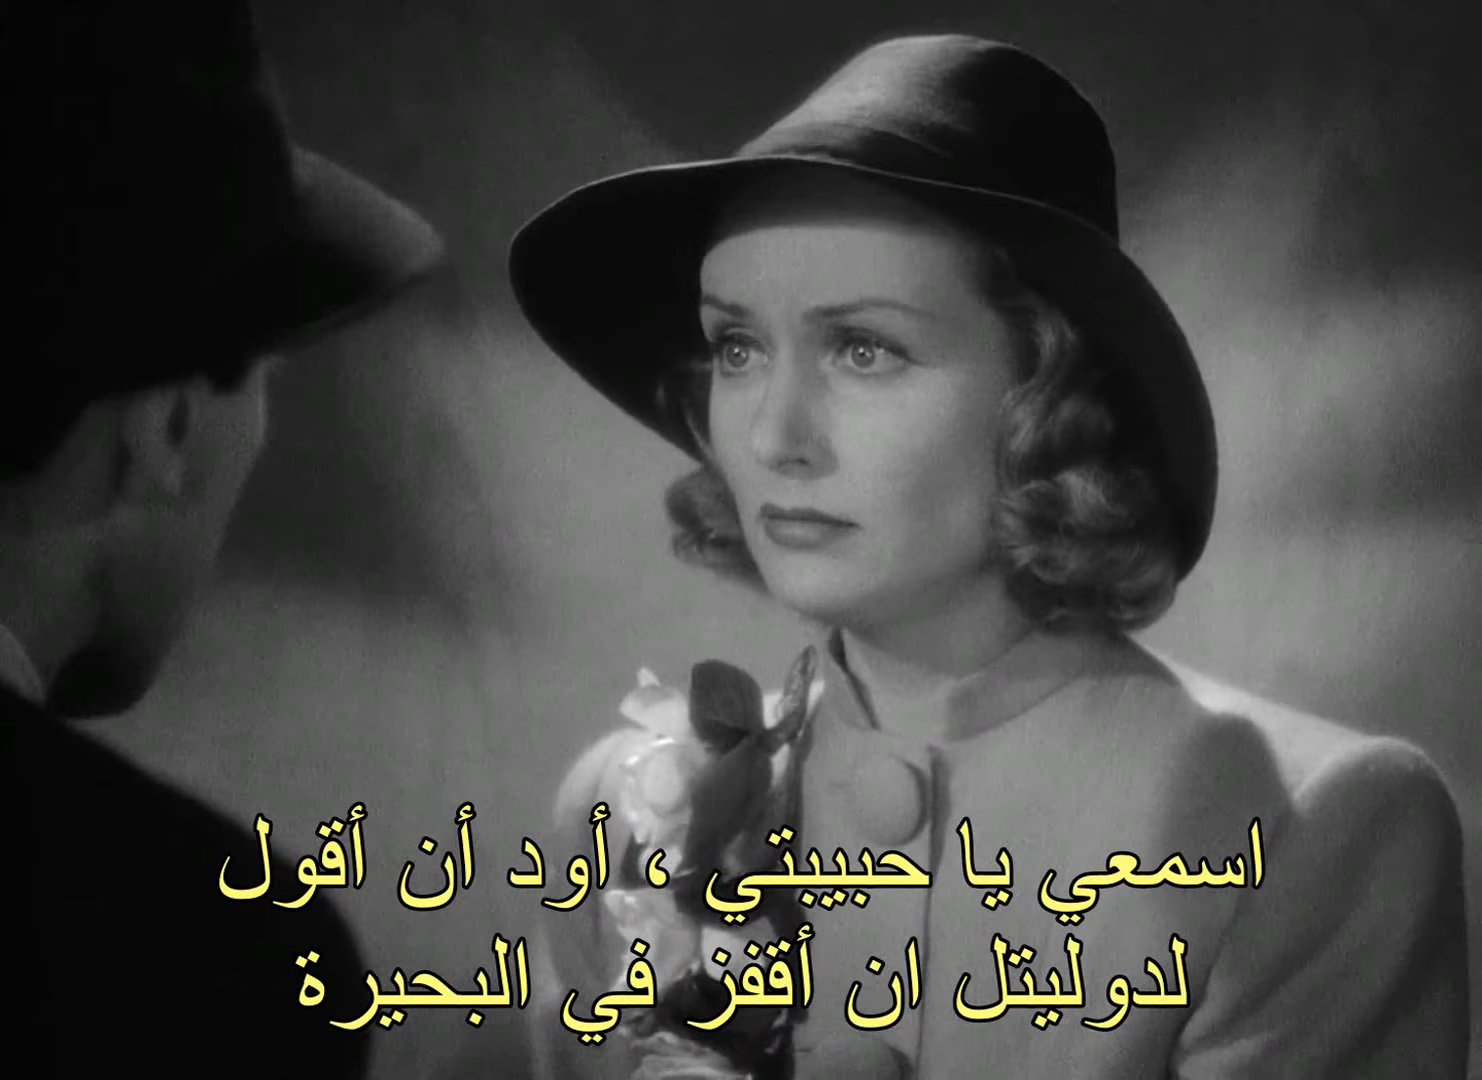 اسمعي يا حبيبتي ، أود أن أقول
لدوليتل ان أقفز في البحيرة